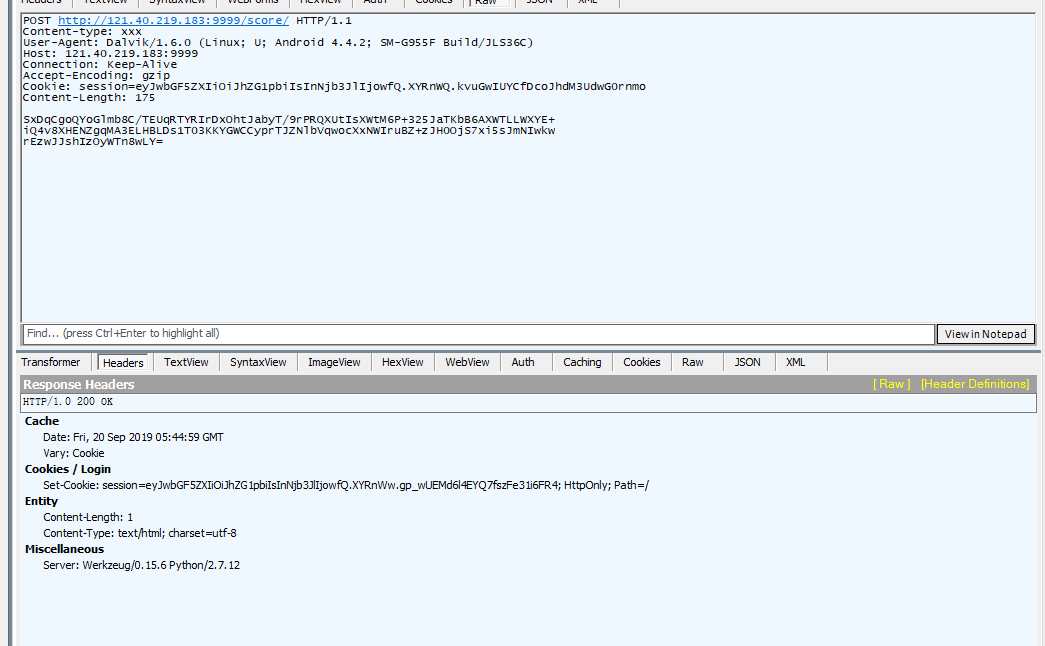 Headers TextView SyntaxView WebForms HexView Auth Cookies Raw JSON XML
POST http://121.40.219.183:9999/score/ HTTP/1.1
Content-type: xxx
User-Agent: Dalvik/1.6.0 (Linux; U; Android 4.4.2; SM-G955F Build/JLS36C)
Host: 121.40.219.183:9999
Connection: Keep-Alive
Accept-Encoding: gzip
Cookie: session=eyJwbGF5ZXIiOiJhZG1pbiIsInNjb3JlIjowfQ.XYRnWQ.kvuGwIUYCfDcoJhdM3UdwG0rnmo
Content-Length: 175
SxDqCgoQYoGlmb8C/TEUqRTYRIrDxOhtJabyT/9rPRQXUtIsXWtM6P+325JaTKbB6AXWTLLWXYE+
iQ4v8XHENZgqMA3ELHBLDs1TO3KKYGWCCyprTJZNlbVqwocXxNWIruBZ+zJHOOjS7xi5sJmNIwkw
rEzwJJshIzOyWTn8wLY=
Find... (press Ctrl+Enter to highlight all)
View in Notepad
Transformer Headers TextView SyntaxView ImageView HexView WebView Auth Caching Cookies Raw JSON XML
Response Headers [ Raw ] [Header Definitions]
HTTP/1.0 200 OK
Cache
Date: Fri, 20 Sep 2019 05:44:59 GMT
Vary: Cookie
Cookies / Login
Set-Cookie: session=eyJwbGF5ZXIiOiJhZG1pbiIsInNjb3JlIjowfQ.XYRnWw.gp_wUEMd6l4EYQ7fszFe31i6FR4; HttpOnly; Path=/
Entity
Content-Length: 1
Content-Type: text/html; charset=utf-8
Miscellaneous
Server: Werkzeug/0.15.6 Python/2.7.12